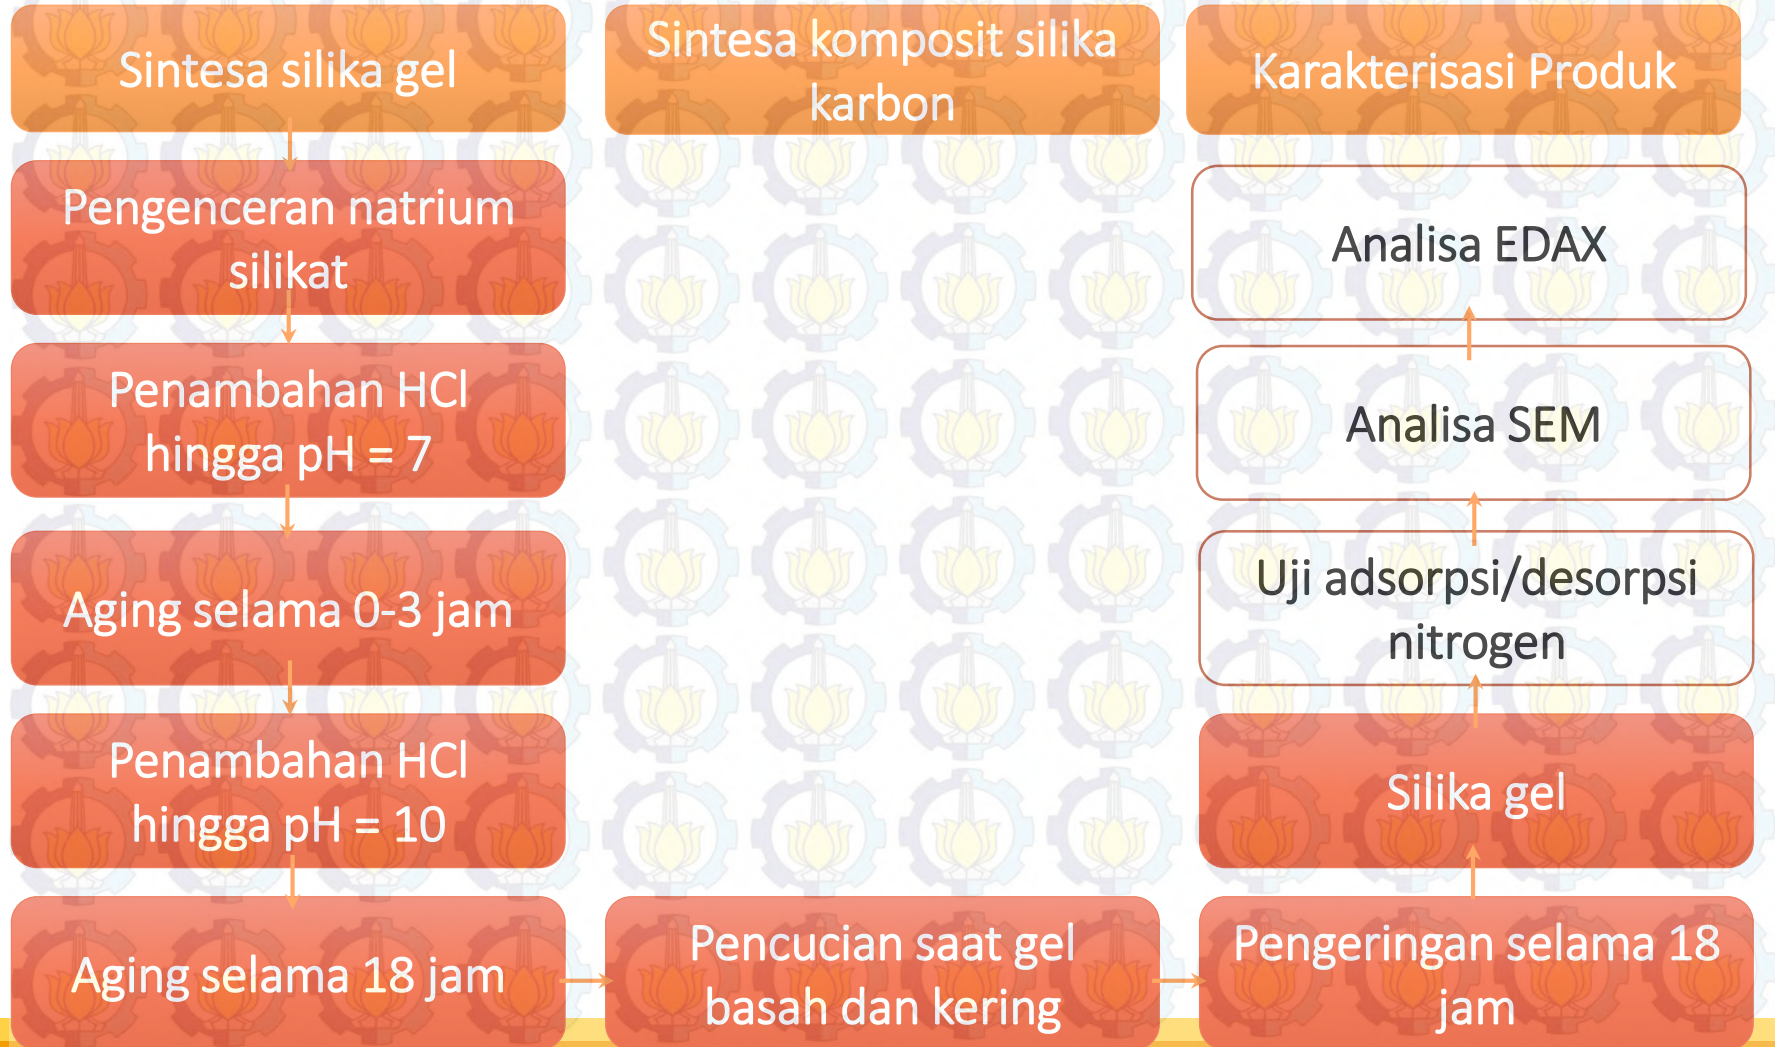 Sintesa silika gel
Sintesa komposit silika
karbon
Karakterisasi Produk
Pengenceran natrium
silikat
Penambahan HCl
hingga pH = 7
Aging selama 0-3 jam
Penambahan HCl
hingga pH = 10
Aging selama 18 jam
Pencucian saat gel
basah dan kering
Pengeringan selama 18
jam
Silika gel
Uji adsorpsi/desorpsi
nitrogen
Analisa SEM
Analisa EDAX